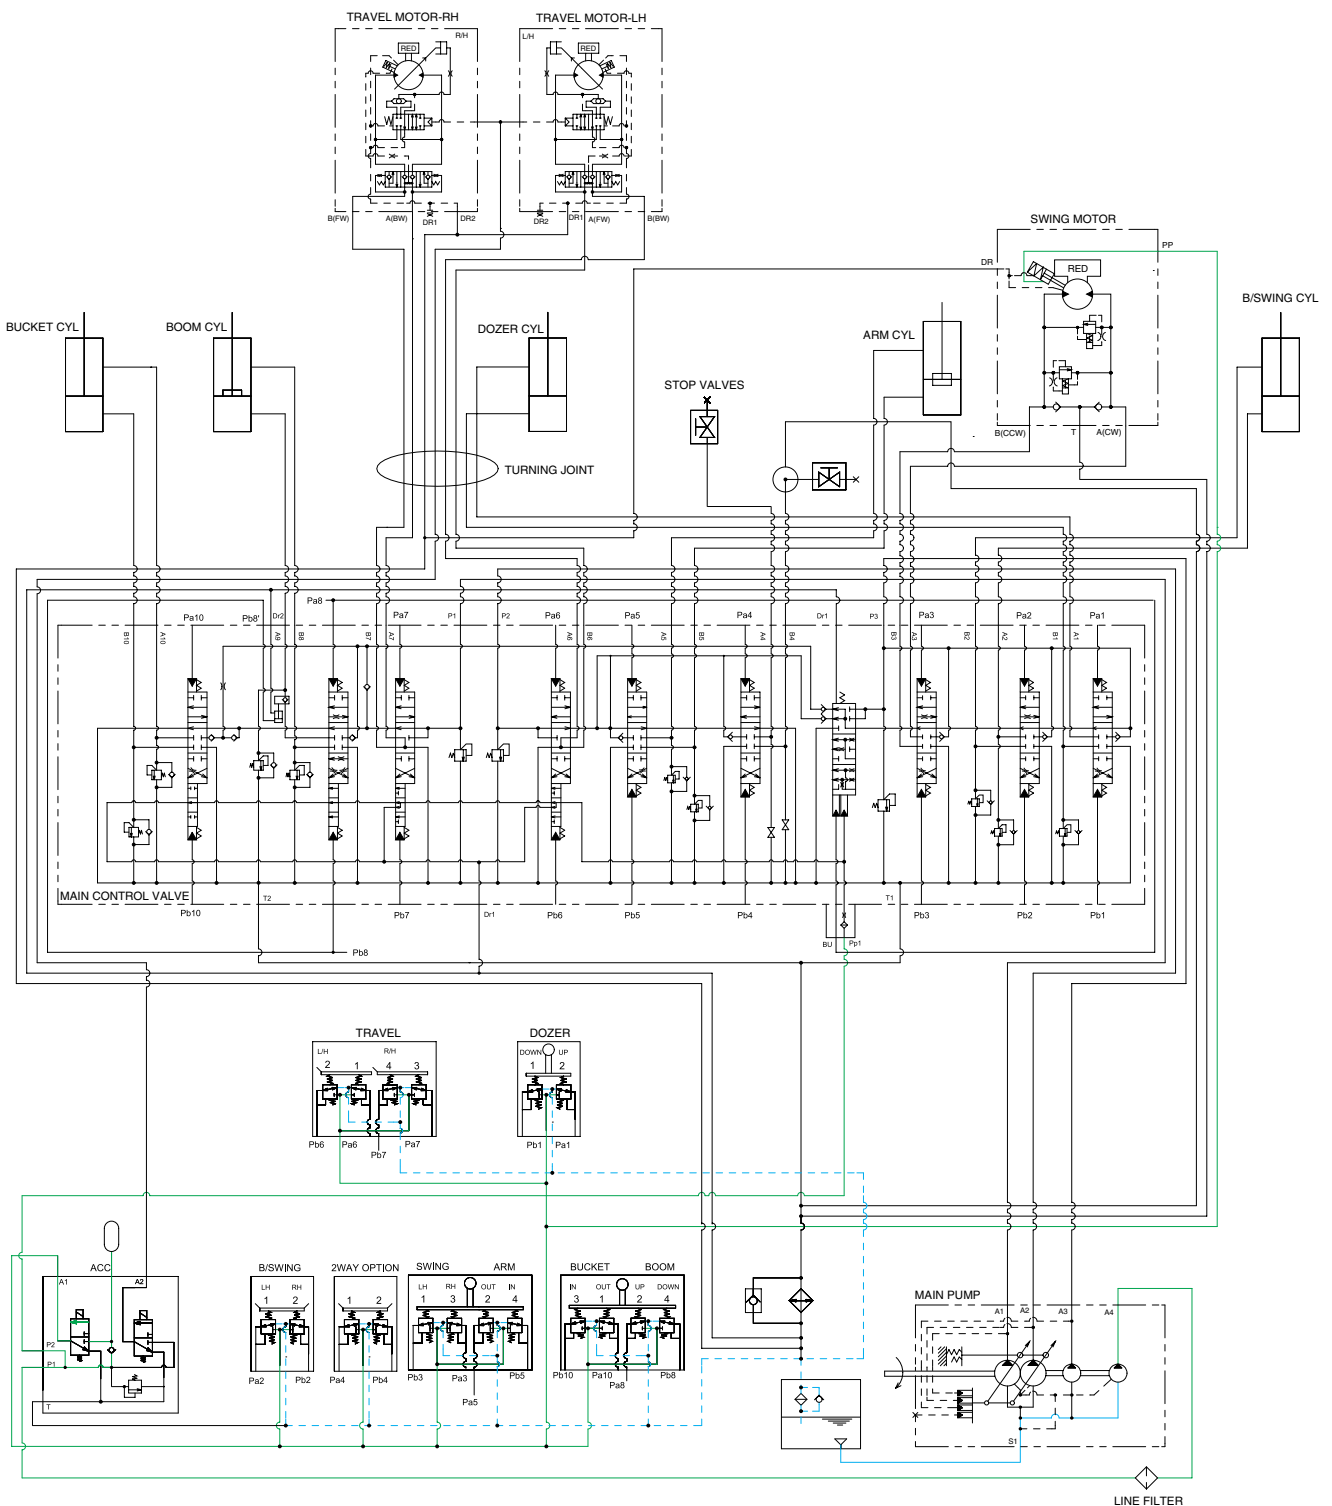 TRAVEL MOTOR-RH
TRAVEL MOTOR-LH
R/H
L/H
RED
RED
B(FW)
A(BW)
DR1
DR2
DR2
DR1
A(FW)
B(BW)
SWING MOTOR
PP
DR
RED
B(CCW)
T
A(CW)
BUCKET CYL
BOOM CYL
DOZER CYL
ARM CYL
B/SWING CYL
STOP VALVES
TURNING JOINT
Pa8
Pa10
Pb8'
Dr2
Pa7
P1
P2
Pa6
Pa5
Pa4
Dr1
P3
Pa3
Pa2
Pa1
B10
A10
A9
B8
B7
A7
A6
B6
A5
B5
A4
B4
B3
A3
B2
A2
B1
A1
MAIN CONTROL VALVE
T2
T1
Pb10
Pb7
Dr1
Pb6
Pb5
Pb4
Pb3
Pb2
Pb1
BU
Pp1
Pb8
TRAVEL
L/H
R/H
2
1
4
3
Pb6
Pa6
Pb7
Pa7
DOZER
DOWN
UP
1
2
Pb1
Pa1
ACC
A1
A2
P2
P1
T
B/SWING
LH
RH
1
2
Pa2
Pb2
2WAY OPTION
1
2
Pa4
Pb4
SWING
ARM
LH
RH
OUT
IN
1
3
2
4
Pb3
Pa3
Pa5
Pb5
BUCKET
BOOM
IN
OUT
UP
DOWN
3
1
2
4
Pb10
Pa10
Pa8
Pb8
MAIN PUMP
A1
A2
A3
A4
S1
LINE FILTER